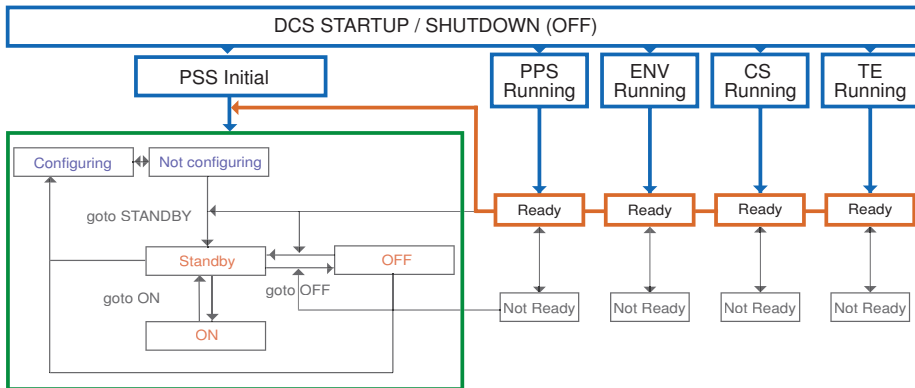 DCS STARTUP / SHUTDOWN (OFF)
PSS Initial
PPS
Running
ENV
Running
CS
Running
TE
Running
Configuring
Not configuring
goto STANDBY
Ready
Ready
Ready
Ready
Standby
OFF
goto ON
goto OFF
Not Ready
Not Ready
Not Ready
Not Ready
ON